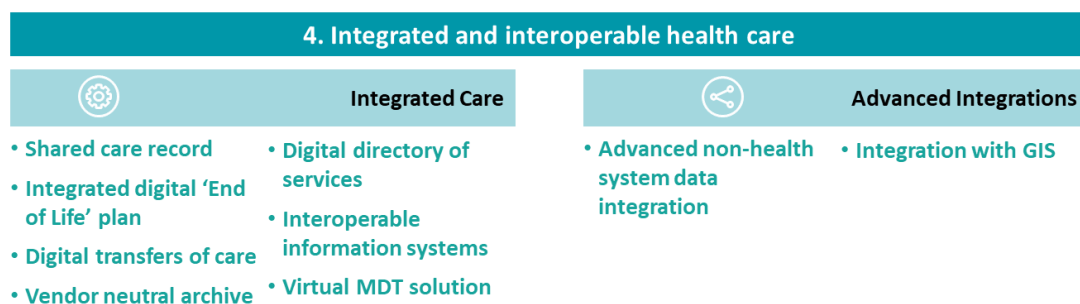 4. Integrated and interoperable health care
Integrated Care
• Shared care record
• Integrated digital ‘End
of Life’ plan
• Digital transfers of care
• Vendor neutral archive
• Digital directory of
services
• Interoperable
information systems
• Virtual MDT solution
Advanced Integrations
• Advanced non-health
system data
integration
• Integration with GIS